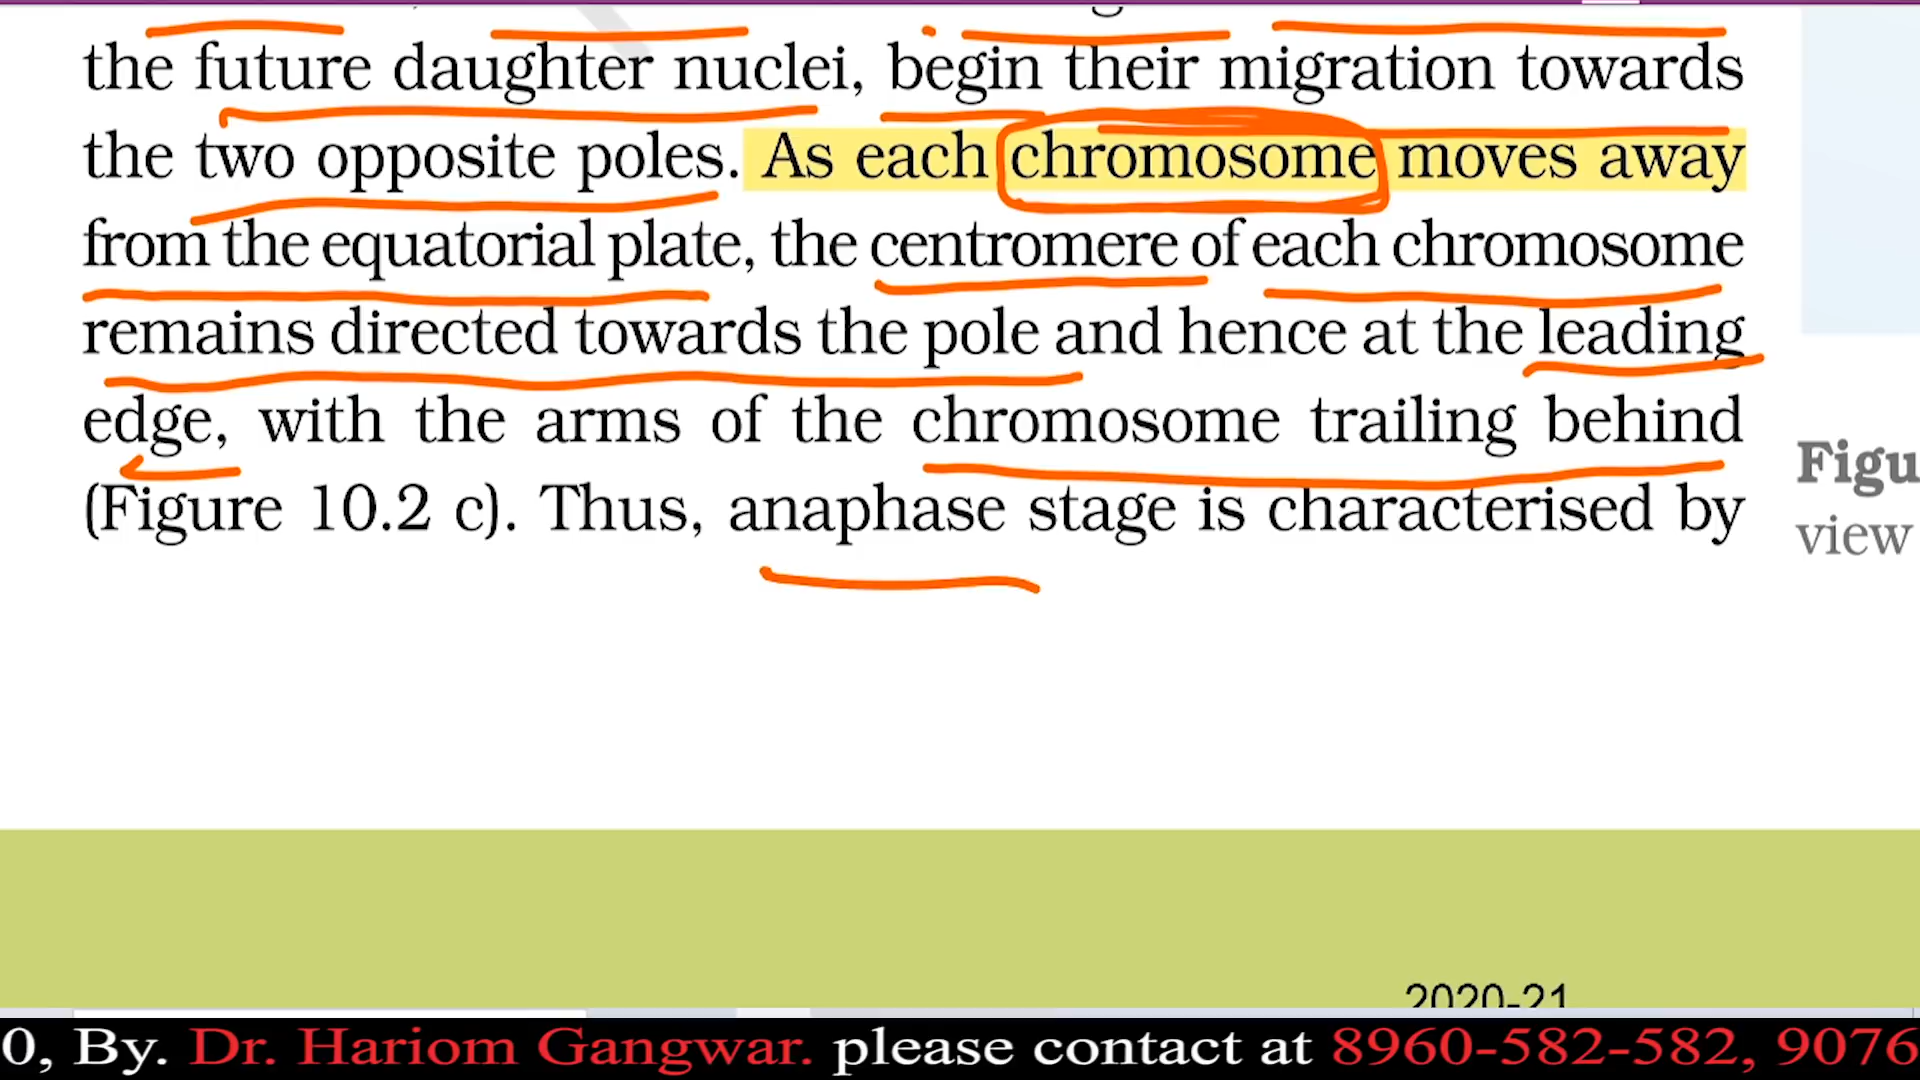 the future daughter nuclei, begin their migration towards
the two opposite poles. As each chromosome moves away
from the equatorial plate, the centromere of each chromosome
remains directed towards the pole and hence at the leading
edge, with the arms of the chromosome trailing behind
(Figure 10.2 c). Thus, anaphase stage is characterised by
Figu
view
2020-21
0, By. Dr. Hariom Gangwar. please contact at 8960-582-582, 9076